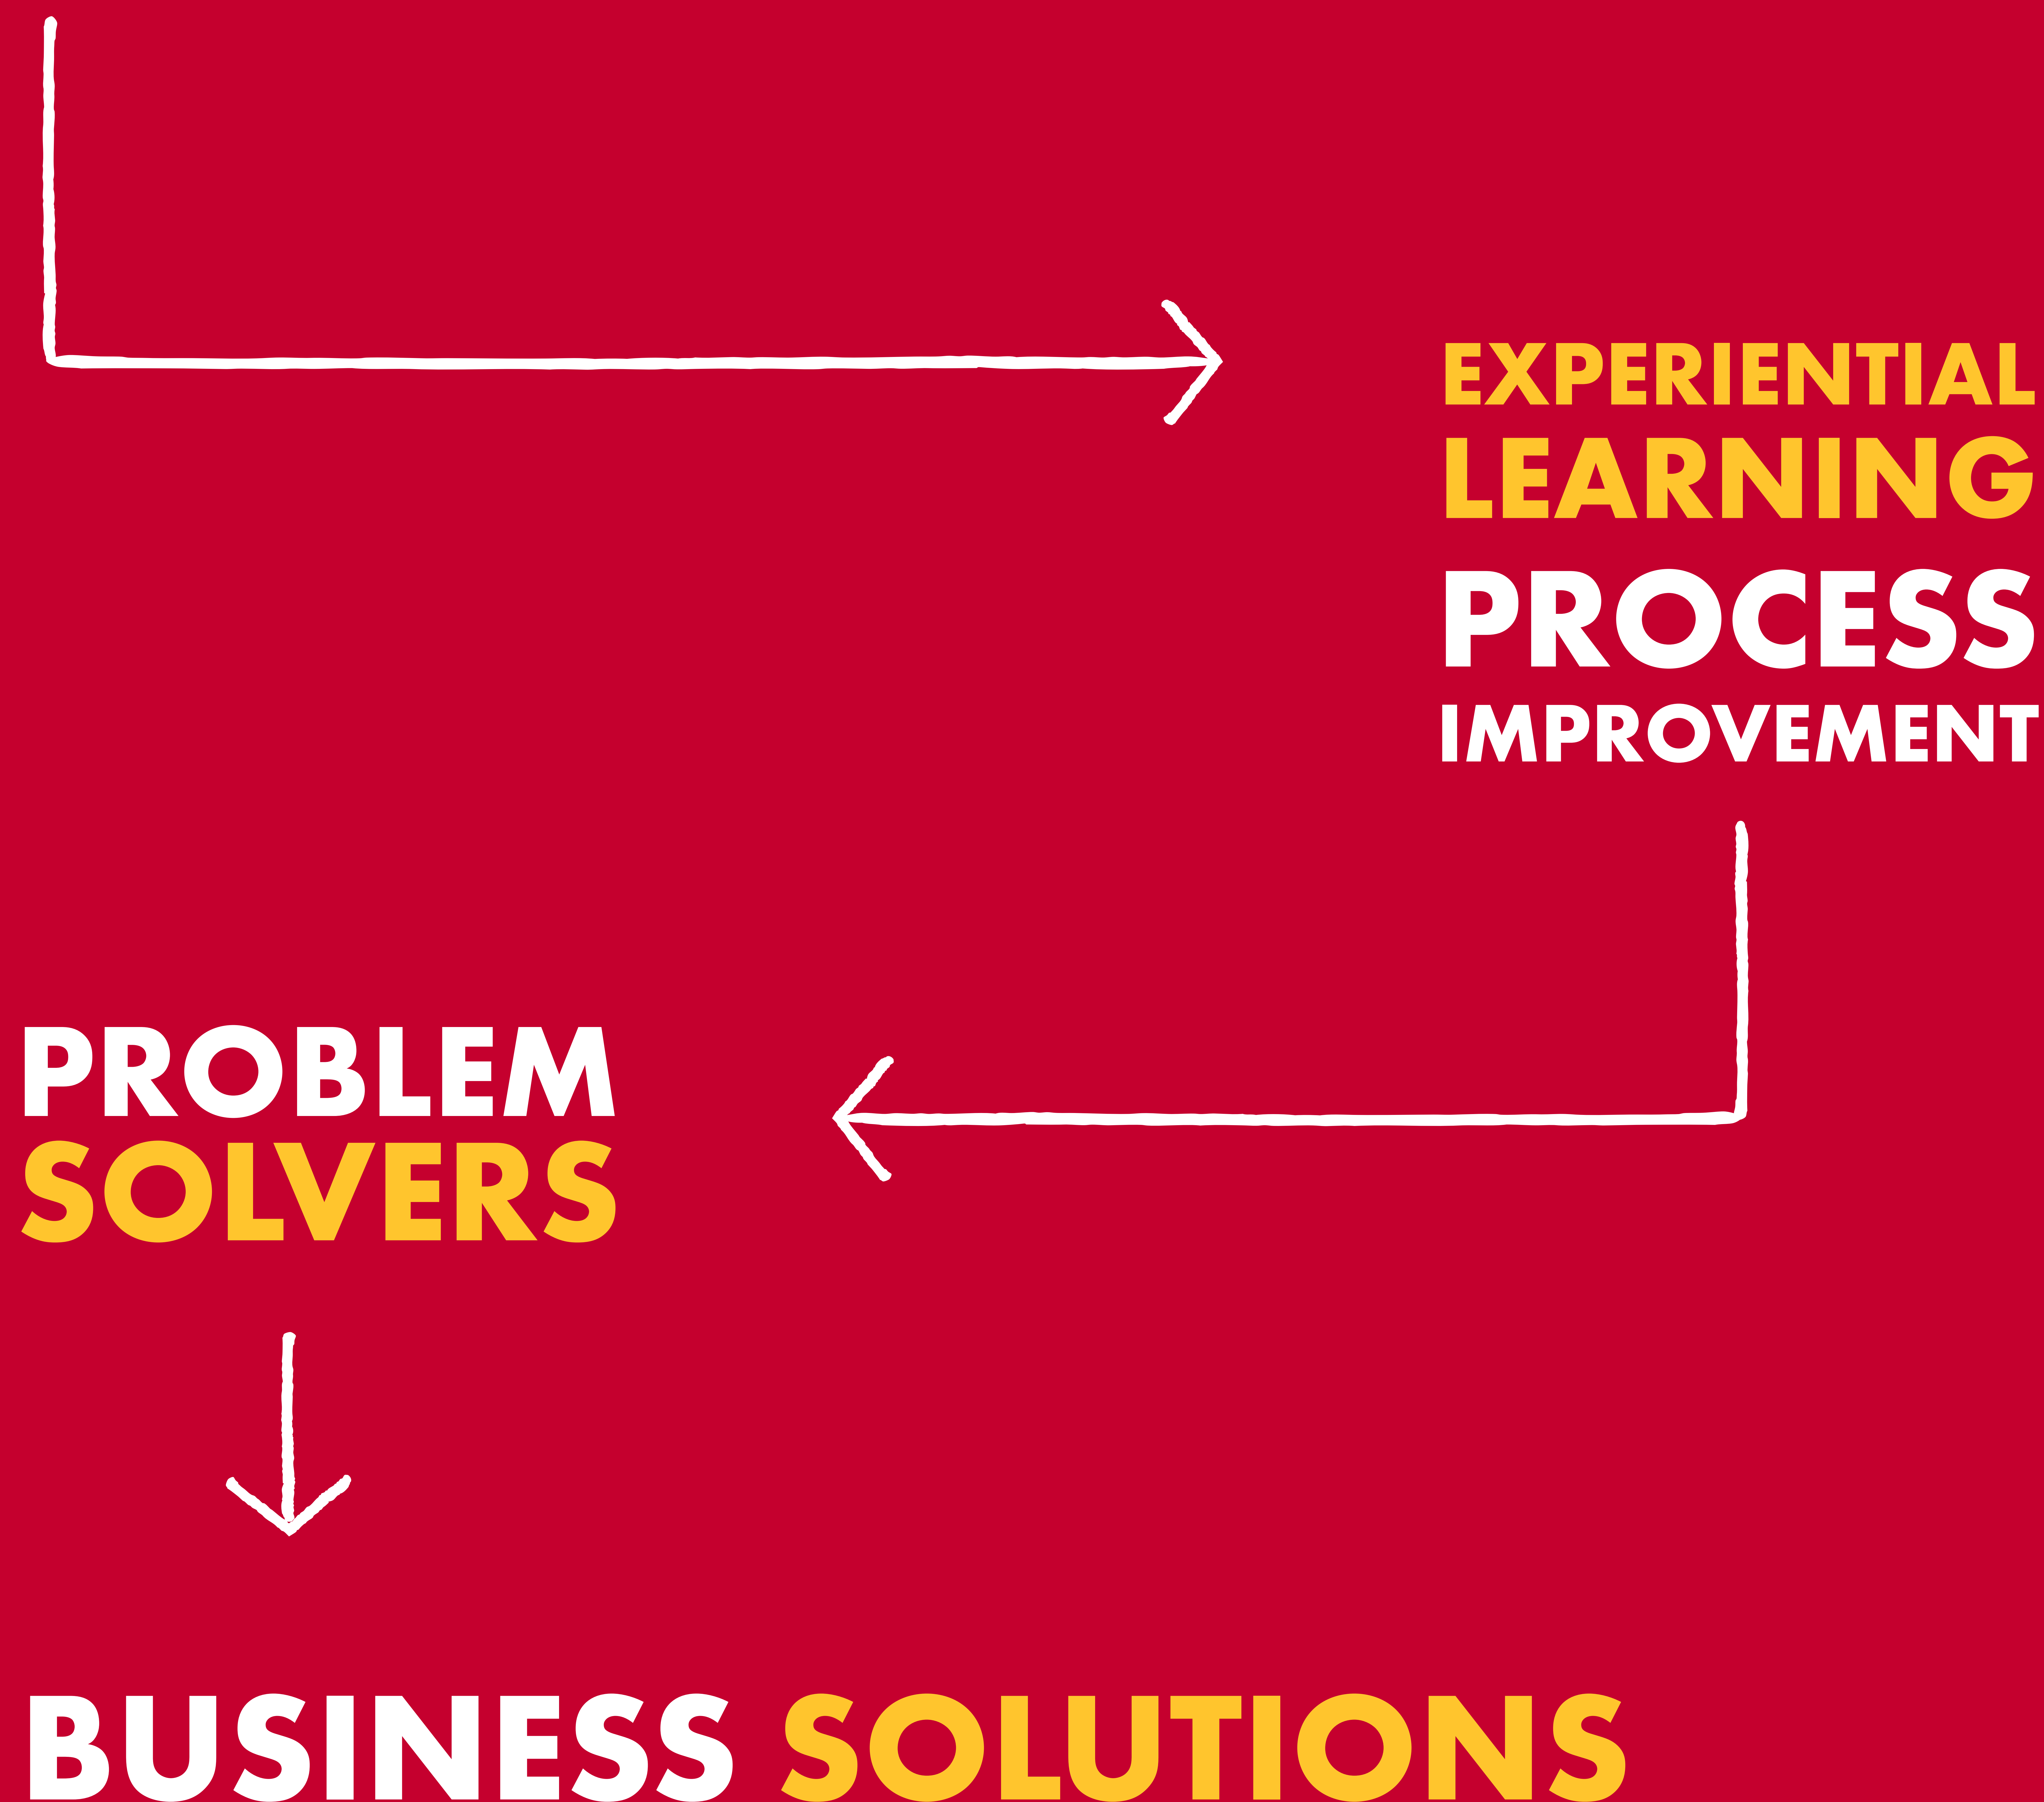 EXPERIENTIAL
LEARNING
PROCESS
IMPROVEMENT
PROBLEM
SOLVERS
BUSINESS SOLUTIONS